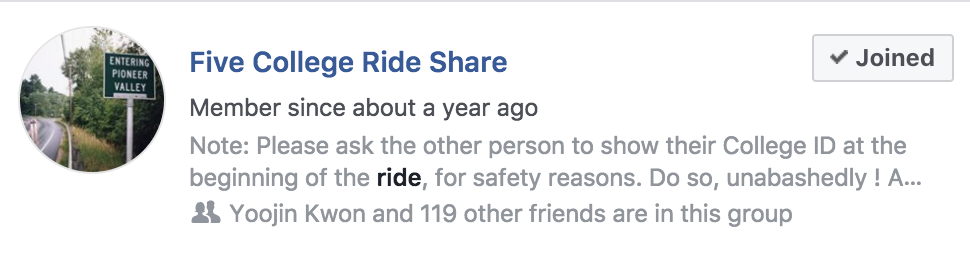 ENTERING
PIONEER
VALLEY
Five College Ride Share
Joined
Member since about a year ago
Note: Please ask the other person to show their College ID at the
beginning of the ride, for safety reasons. Do so, unabashedly ! A...
Yoojin Kwon and 119 other friends are in this group